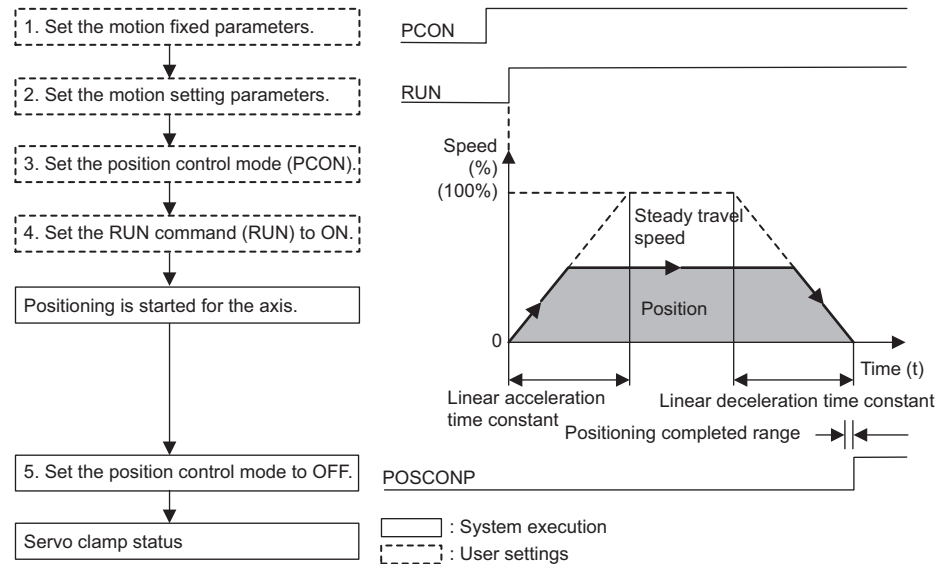 1. Set the motion fixed parameters.
2. Set the motion setting parameters.
3. Set the position control mode (PCON).
4. Set the RUN command (RUN) to ON.
Positioning is started for the axis.
5. Set the position control mode to OFF.
Servo clamp status
PCON
RUN
Speed
(%)
(100%)
Steady travel
speed
Position
0
Time (t)
Linear acceleration
time constant
Linear deceleration time constant
Positioning completed range
POSCONP
: System execution
: User settings